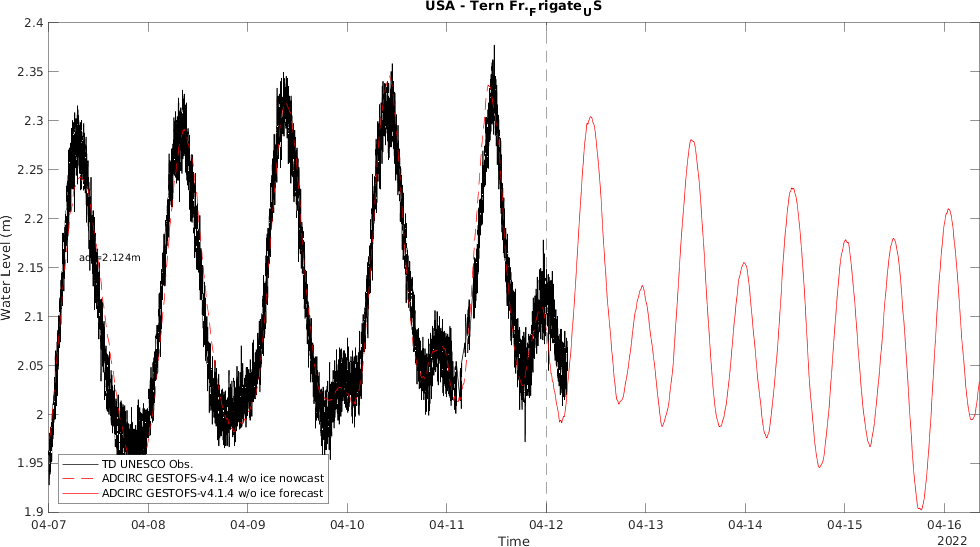 USA - Tern Fr.FrigateUS
2.4
2.35
2.3
2.25
2.2
2.15
2.1
2.05
2
1.95
1.9
Water Level (m)
=2.124m
TD UNESCO Obs.
ADCIRC GESTOFS-v4.1.4 w/o ice nowcast
ADCIRC GESTOFS-v4.1.4 w/o ice forecast
04-07 04-08 04-09 04-10 04-11 04-12 04-13 04-14 04-15 04-16
Time
2022